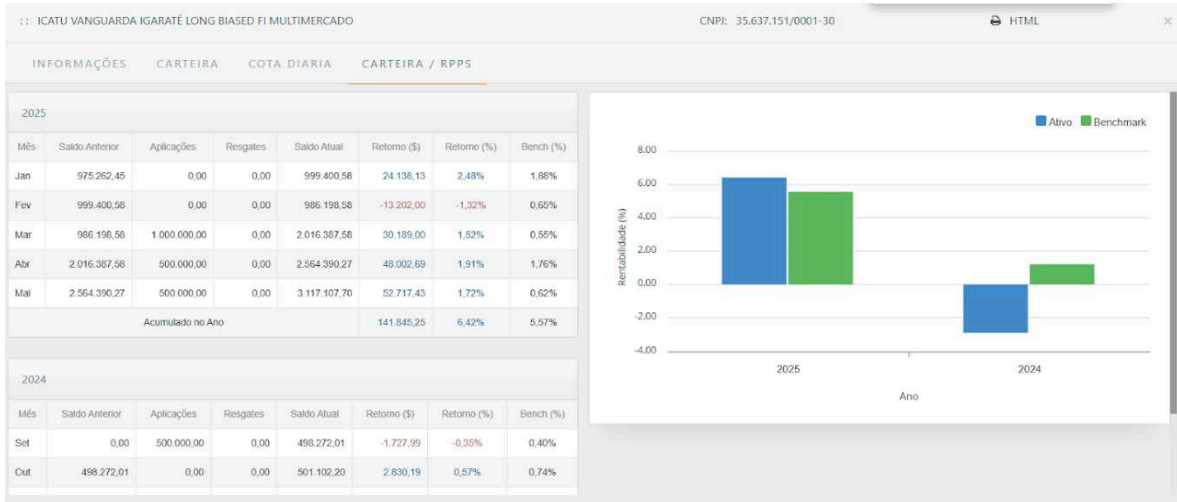 :: ICATU VANGUARDA IGARATÉ LONG BIASED FI MULTIMERCADO CNPJ: 35.637.151/0001-30 HTML ×
INFORMAÇÕES CARTEIRA COTA DIARIA CARTEIRA / RPPS
2025
Mês Saldo Anterior Aplicações Resgates Saldo Atual Retorno ($) Retorno (%) Bench (%)
Jan 975.262,45 0,00 0,00 999.400,58 24.138,13 2,48% 1,88%
Fev 999.400,58 0,00 0,00 986.198,58 -13.202,00 -1,32% 0,65%
Mar 986.198,58 1.000.000,00 0,00 2.016.387,58 30.189,00 1,52% 0,55%
Abr 2.016.387,58 500.000,00 0,00 2.564.390,27 48.002,69 1,91% 1,76%
Mai 2.564.390,27 500.000,00 0,00 3.117.107,70 52.717,43 1,72% 0,62%
Acumulado no Ano 141.845,25 6,42% 5,57%
2024
Mês Saldo Anterior Aplicações Resgates Saldo Atual Retorno ($) Retorno (%) Bench (%)
Set 0,00 500.000,00 0,00 498.272,01 -1.727,99 -0,35% 0,40%
Out 498.272,01 0,00 0,00 501.102,20 2.830,19 0,57% 0,74%
Ativo Benchmark
Rentabilidade (%)
8.00
6.00
4.00
2.00
0.00
-2.00
-4.00
2025 2024
Ano